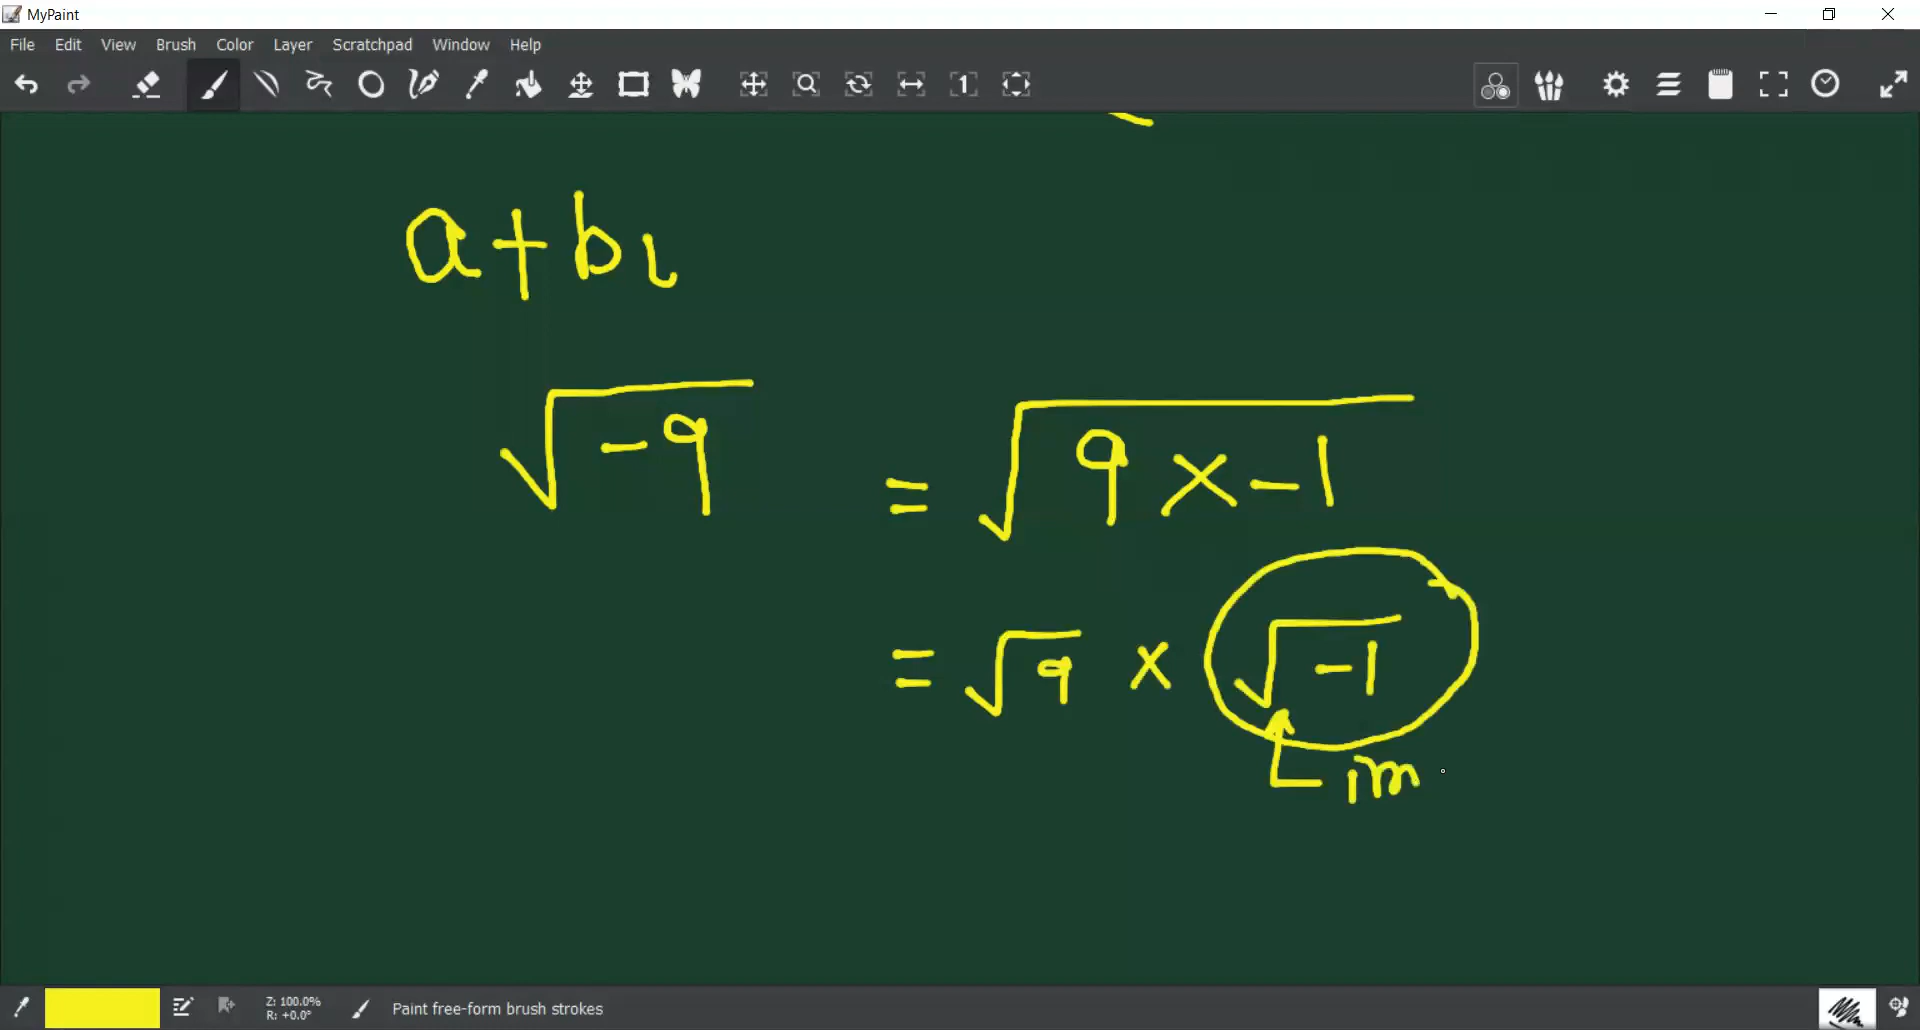 MyPaint
File Edit View Brush Color Layer Scratchpad Window Help
1
a+bi
√-9 = √9 x -1
= √9 x √-1
im
Z: 100.0%
R: +0.0°
Paint free-form brush strokes